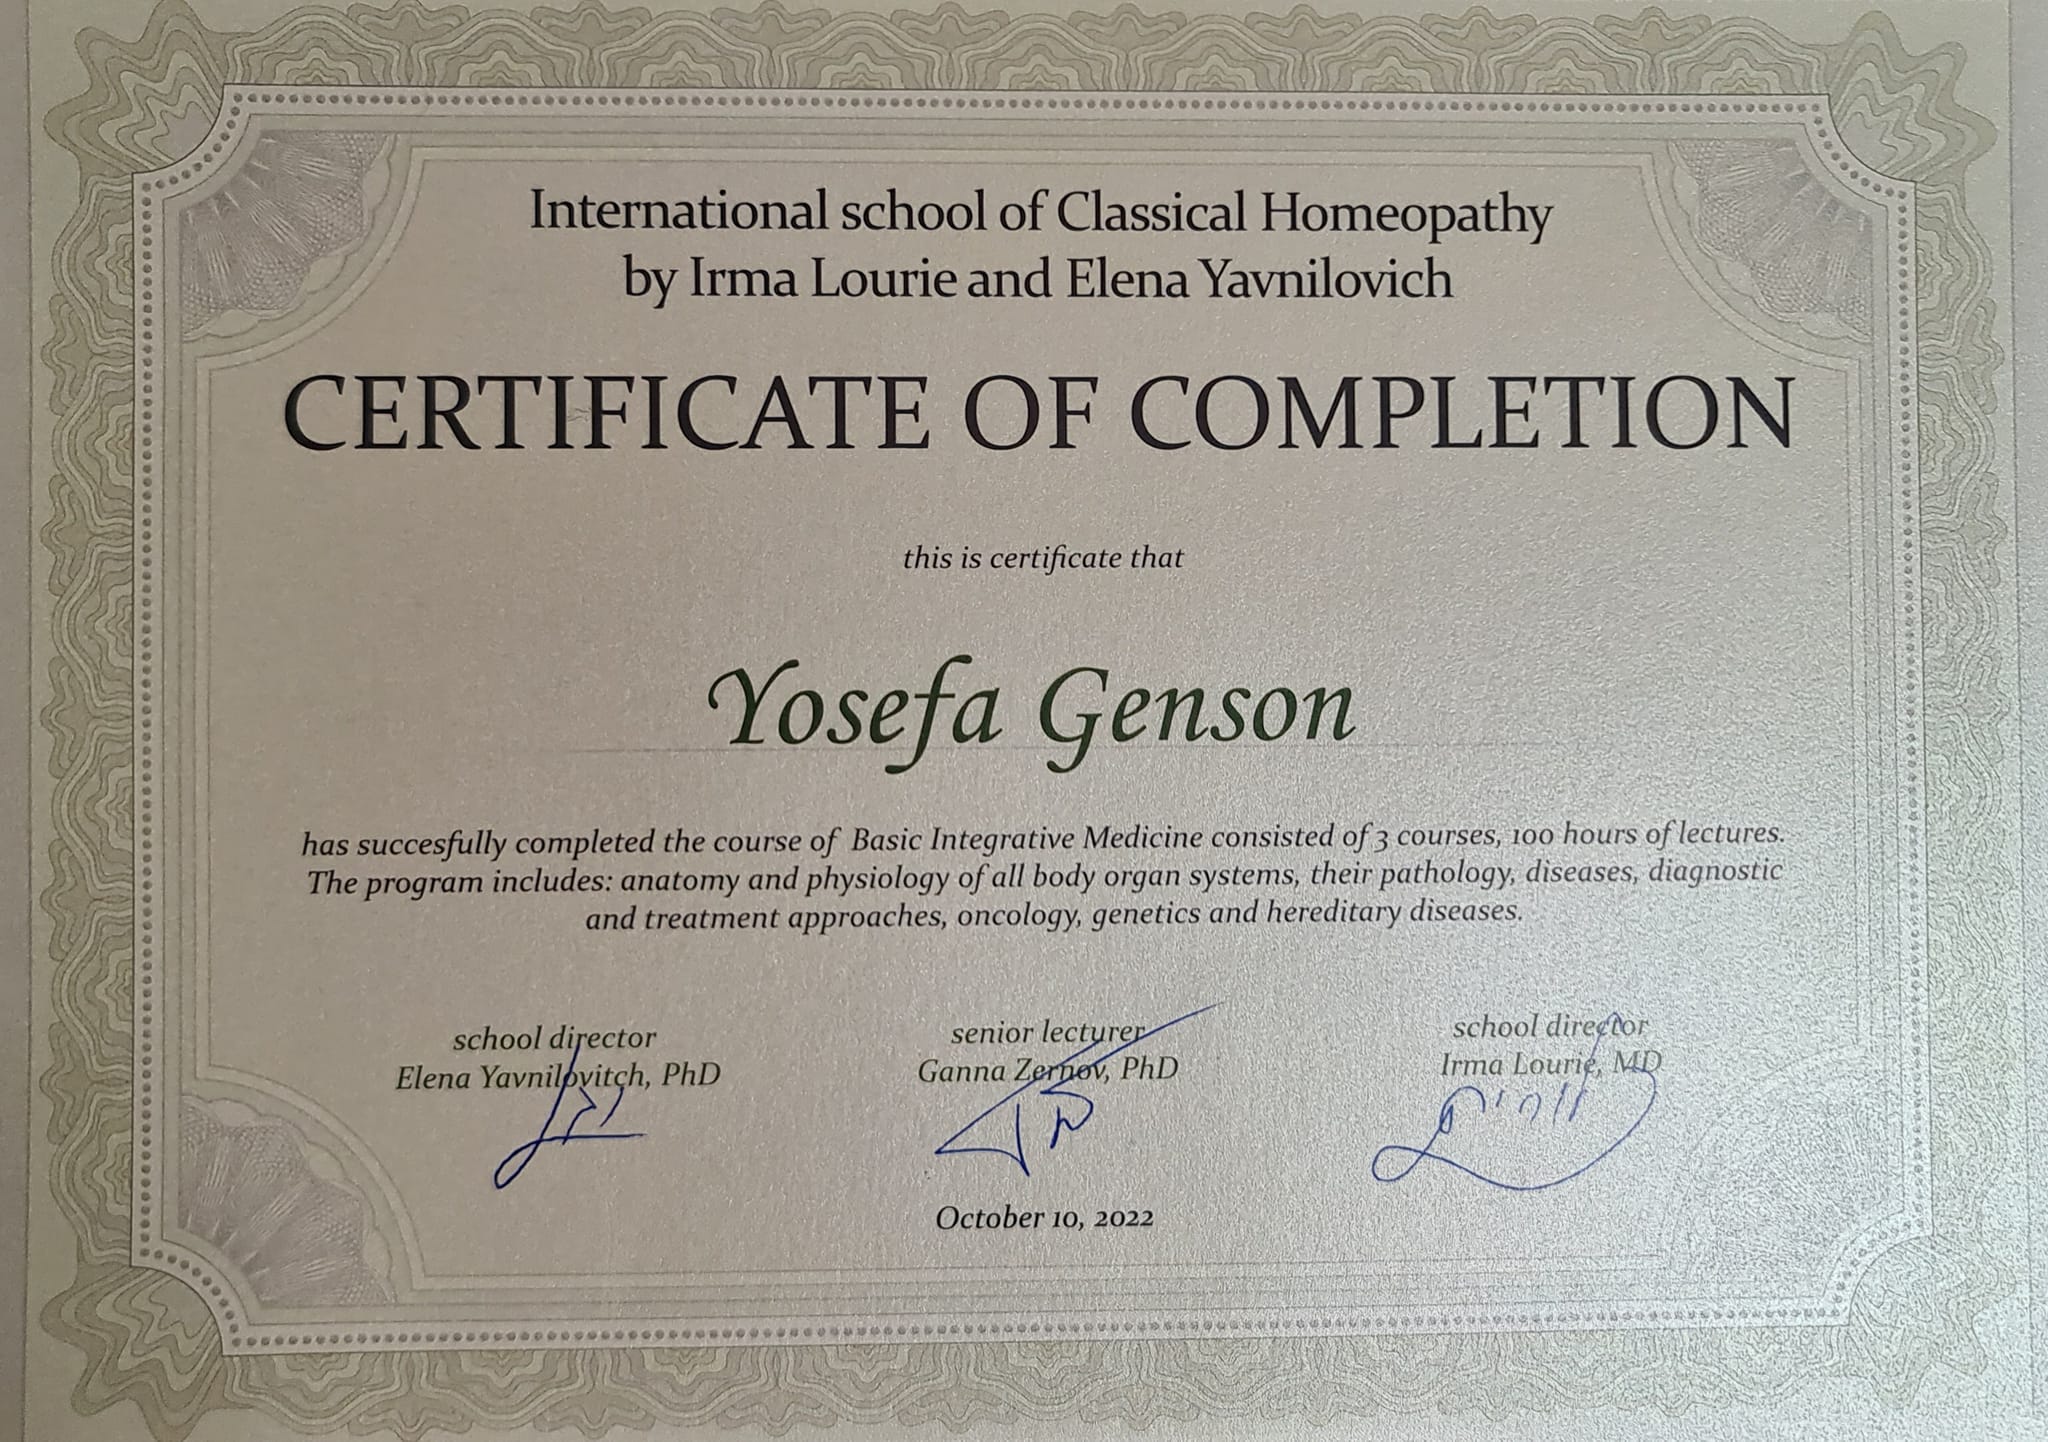 International school of Classical Homeopathy
by Irma Lourie and Elena Yavnilovich
CERTIFICATE OF COMPLETION
this is certificate that
Yosefa Genson
has succesfully completed the course of Basic Integrative Medicine consisted of 3 courses, 100 hours of lectures.
The program includes: anatomy and physiology of all body organ systems, their pathology, diseases, diagnostic
and treatment approaches, oncology, genetics and hereditary diseases.
school director
Elena Yavnilovitch, PhD
senior lecturer
Ganna Zernov, PhD
school director
Irma Lourie, MD
October 10, 2022